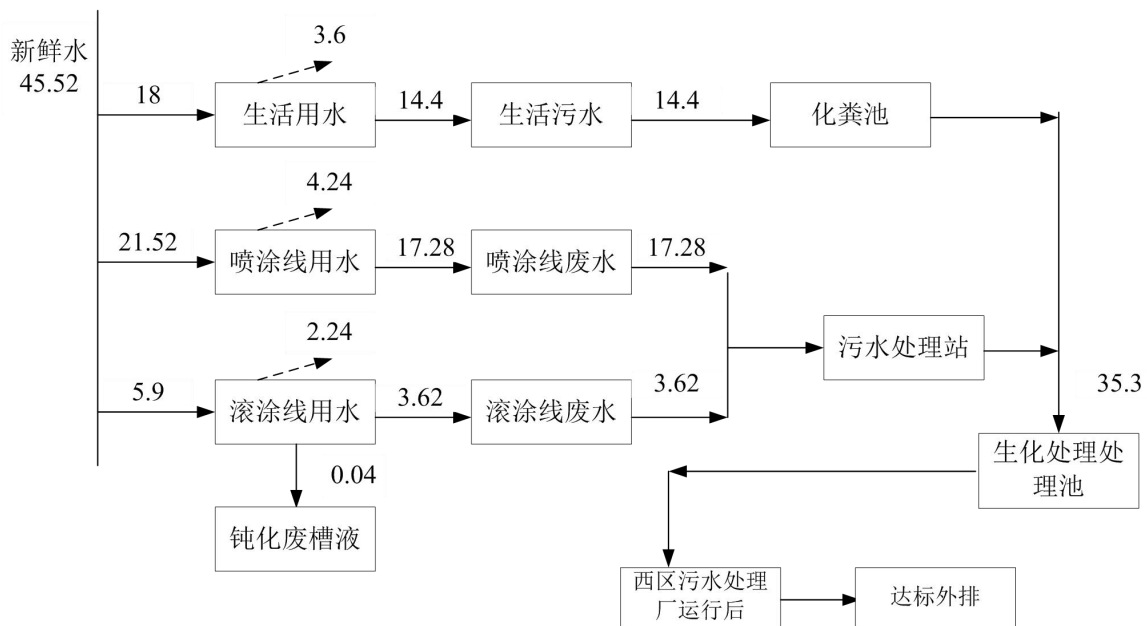 新鲜水
45.52
3.6
18
生活用水
14.4
生活污水
14.4
化粪池
4.24
21.52
喷涂线用水
17.28
喷涂线废水
17.28
2.24
污水处理站
5.9
滚涂线用水
3.62
滚涂线废水
3.62
35.3
0.04
生化处理处
理池
钝化废槽液
西区污水处理
厂运行后
达标外排